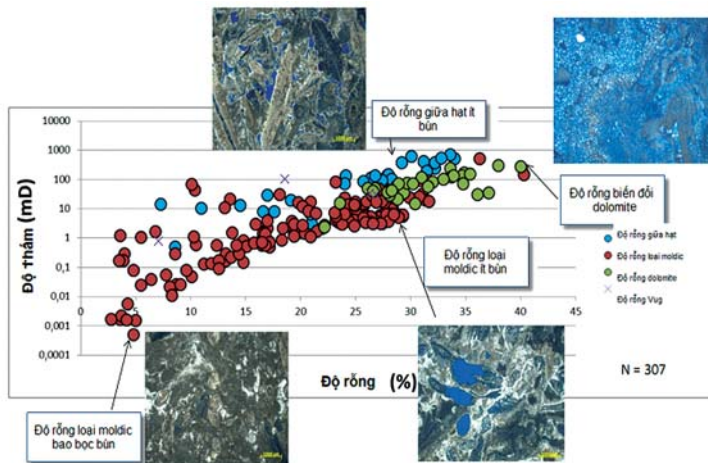 Độ rỗng giữa hạt ít
bùn
Độ thấm (mD)
10000
1000
100
10
1
0,1
0,01
0,001
0,0001
0
5
10
15
20
25
30
35
40
45
Độ rỗng biến đổi
dolomite
Độ rỗng giữa hạt
Độ rỗng loại moldic
Độ rỗng dolomite
Độ rỗng Vug
Độ rỗng loại
moldic ít bùn
Độ rỗng (%)
N = 307
Độ rỗng loại moldic
bao bọc bùn